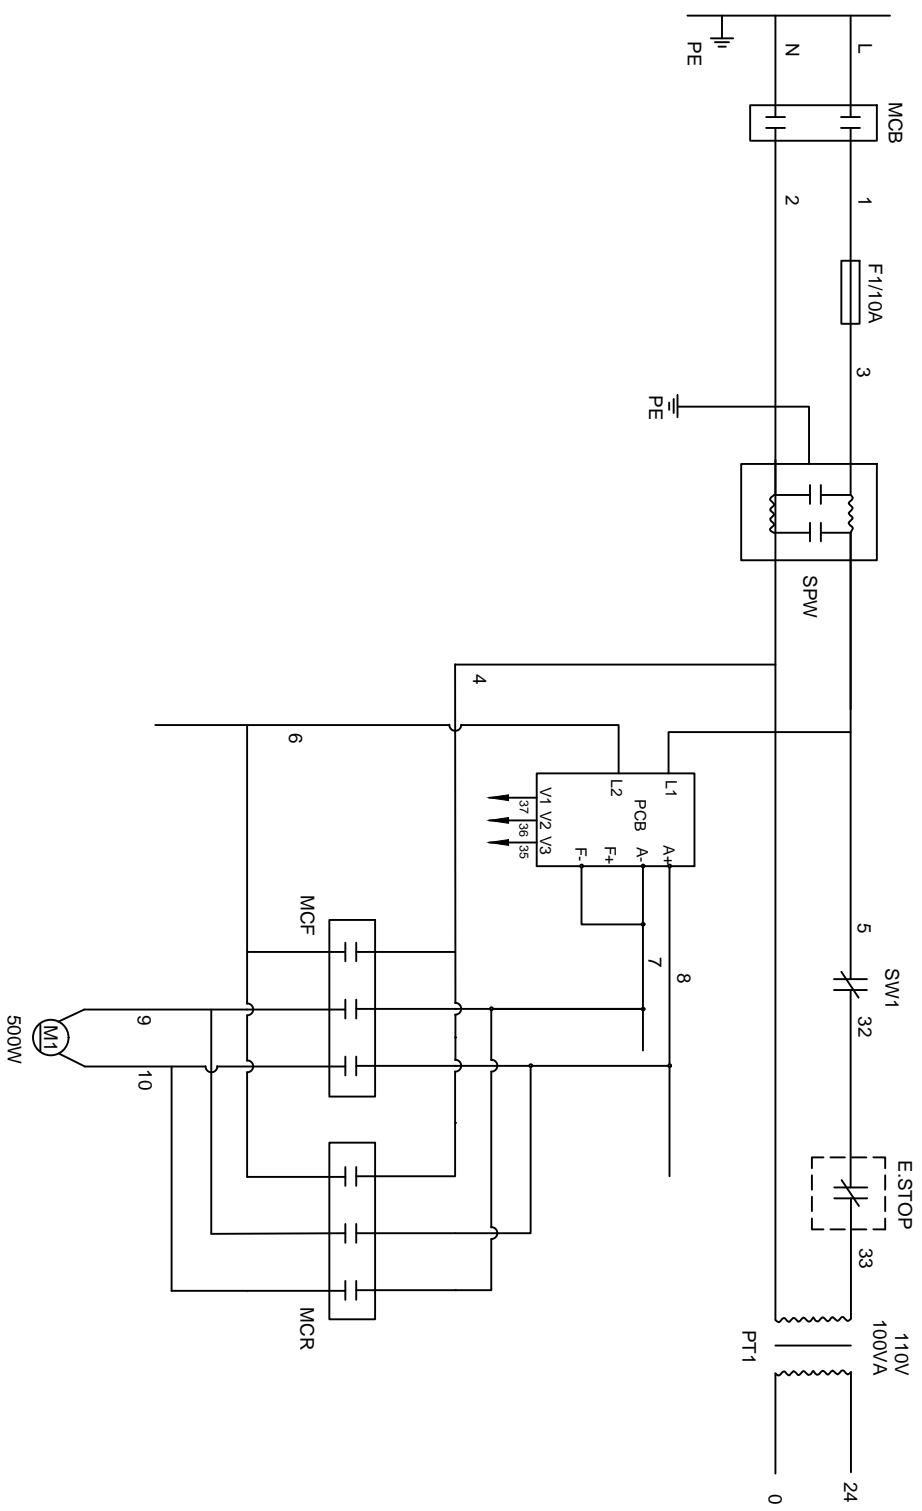 L
N
PE
MCB
1
2
F1/10A
3
PE
SPW
4
6
L1
L2
PCB
A+
A-
F+
F-
V1
V2
V3
37
36
35
5
SW1
32
7
8
MCF
9
10
M1
500W
MCR
E.STOP
33
110V
100VA
PT1
24
0